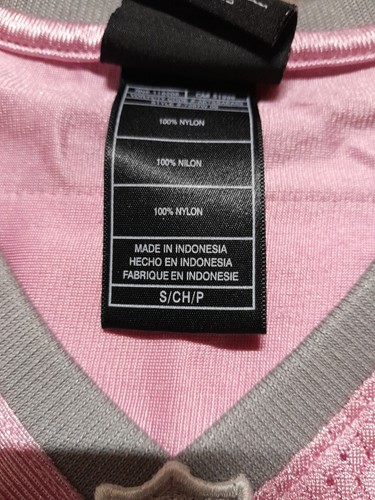 100% NYLON
100% NILON
100% NYLON
MADE IN INDONESIA
HECHO EN INDONESIA
FABRIQUE EN INDONESIE
S/CH/P